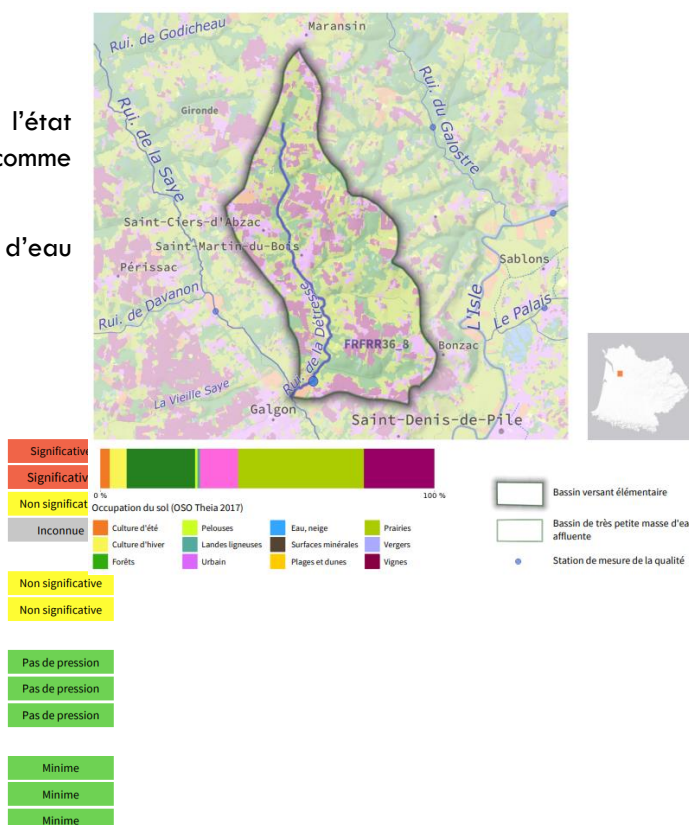 l'état
comme
d'eau
Maransin
Rui. de Godicheau
Gironde
Rui. de la Saye
Rui. du Galostre
Saint-Ciers-d'Abzac
Saint-Martin-du-Bois
Périssac
Sablons
Rui. de Davanon
L'Isle
Le Palais
Rui. de la Détresse
FRFRR36_8
Bonzac
La Vieille Saye
Galgon
Saint-Denis-de-Pile
Significative
Significativ
Non significat
Inconnue
0 %
100 %
Occupation du sol (OSO Theia 2017)
Culture d'été
Pelouses
Eau, neige
Prairies
Culture d'hiver
Landes ligneuses
Surfaces minérales
Vergers
Forêts
Urbain
Plages et dunes
Vignes
Bassin versant élémentaire
Bassin de très petite masse d'ea
affluente
Station de mesure de la qualité
Non significative
Non significative
Pas de pression
Pas de pression
Pas de pression
Minime
Minime
Minime